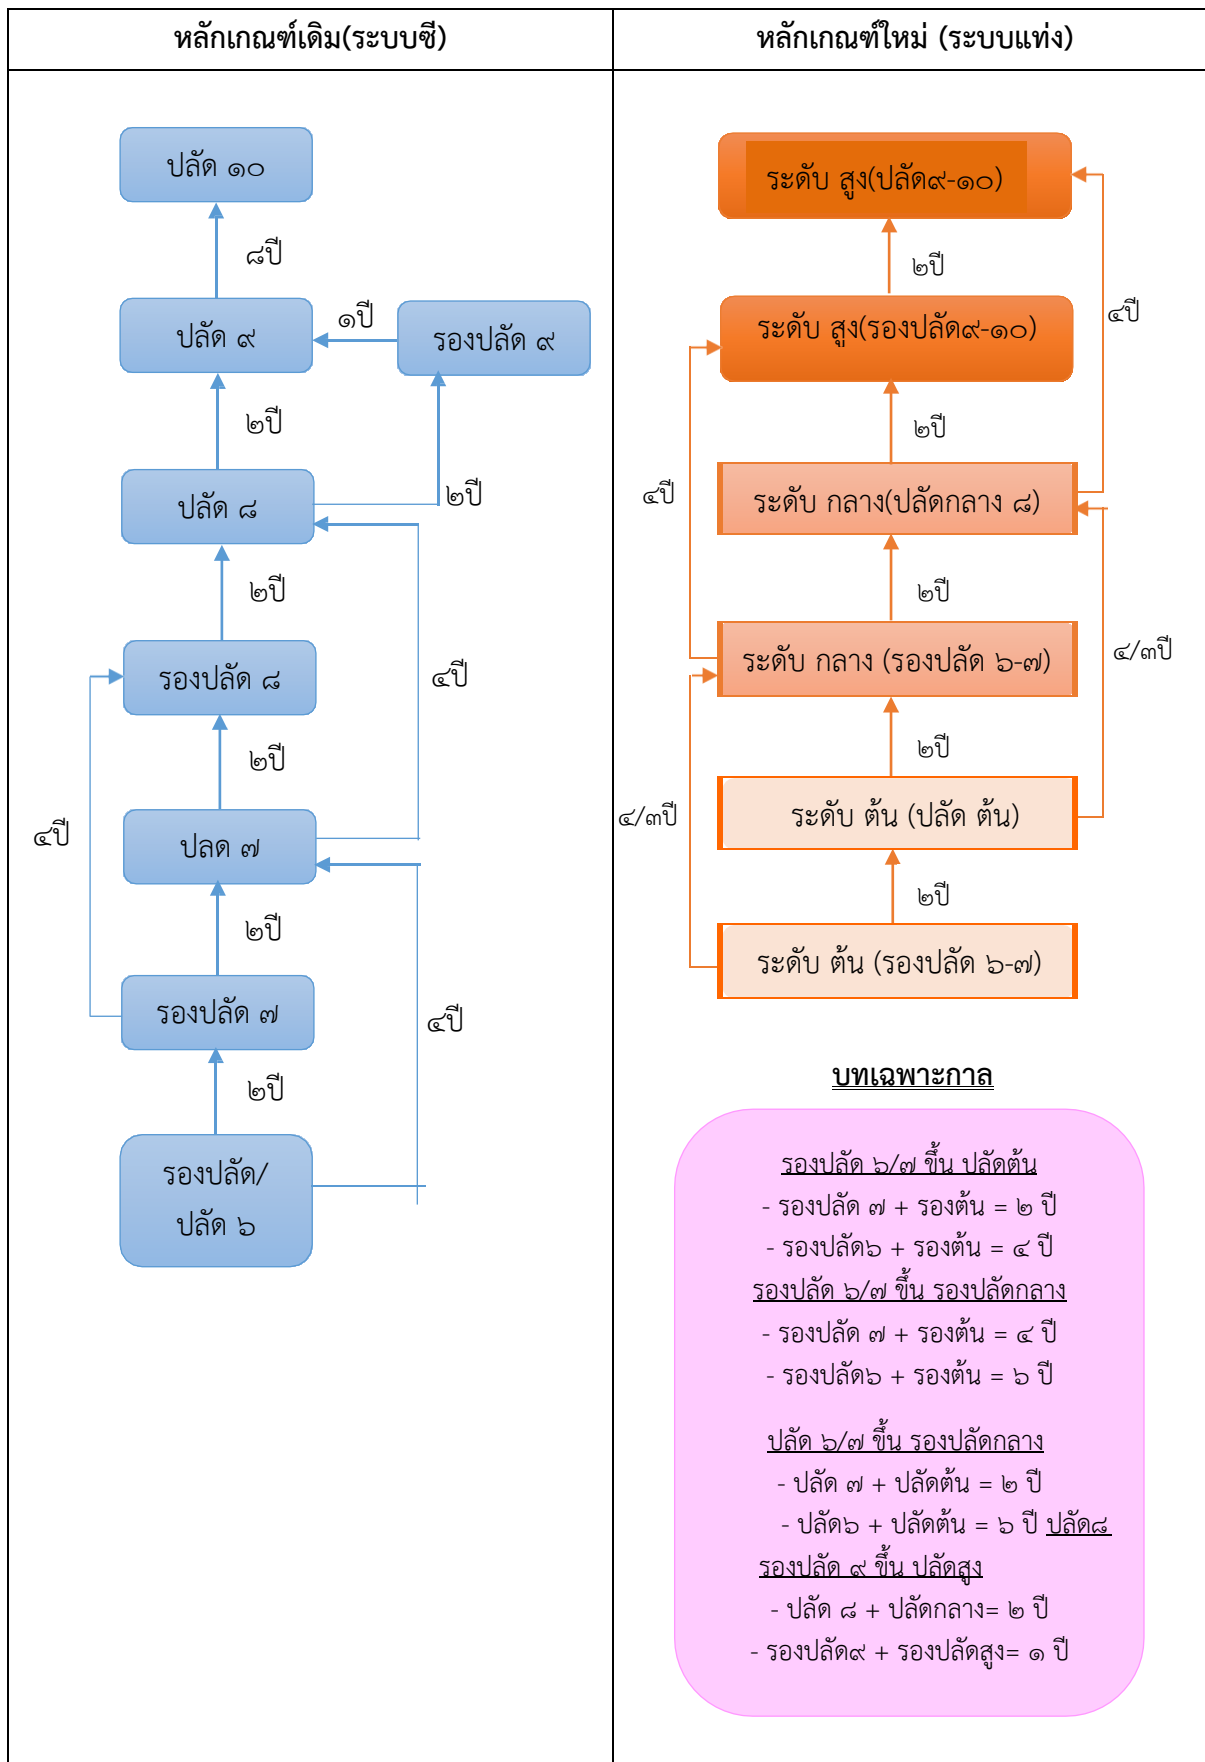 หลักเกณฑ์เดิม(ระบบซี)
ปลัด ๑๐
๘ปี
ปลัด ๙
๑ปี
รองปลัด ๙
๒ปี
ปลัด ๘
๒ปี
๒ปี
รองปลัด ๘
๔ปี
๒ปี
๔ปี
ปลด ๗
๒ปี
รองปลัด ๗
๔ปี
๒ปี
รองปลัด/
ปลัด ๖
หลักเกณฑ์ใหม่ (ระบบแท่ง)
ระดับ สูง(ปลัด๙-๑๐)
๒ปี
๔ปี
ระดับ สูง(รองปลัด๙-๑๐)
๒ปี
๔ปี
ระดับ กลาง(ปลัดกลาง ๘)
๒ปี
ระดับ กลาง (รองปลัด ๖-๗)
๔/๓ปี
๒ปี
๔/๓ปี
ระดับ ต้น (ปลัด ต้น)
๒ปี
ระดับ ต้น (รองปลัด ๖-๗)
บทเฉพาะกาล
รองปลัด ๖/๗ ขึ้น ปลัดต้น
- รองปลัด ๗ + รองต้น = ๒ ปี
- รองปลัด๖ + รองต้น = ๔ ปี
รองปลัด ๖/๗ ขึ้น รองปลัดกลาง
- รองปลัด ๗ + รองต้น = ๔ ปี
- รองปลัด๖ + รองต้น = ๖ ปี
ปลัด ๖/๗ ขึ้น รองปลัดกลาง
- ปลัด ๗ + ปลัดต้น = ๒ ปี
- ปลัด๖ + ปลัดต้น = ๖ ปี ปลัด๘
รองปลัด ๙ ขึ้น ปลัดสูง
- ปลัด ๘ + ปลัดกลาง= ๒ ปี
- รองปลัด๙ + รองปลัดสูง= ๑ ปี